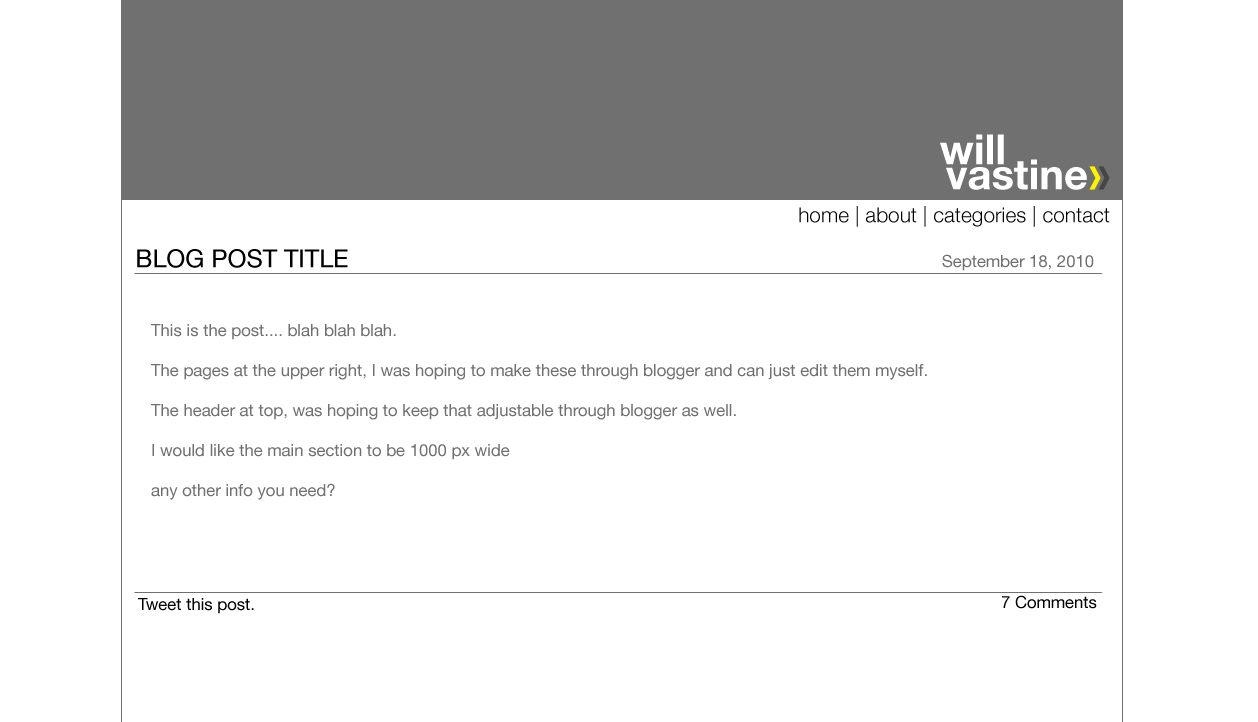 will
vastine
home | about | categories | contact
BLOG POST TITLE
September 18, 2010
This is the post.... blah blah blah.
The pages at the upper right, I was hoping to make these through blogger and can just edit them myself.
The header at top, was hoping to keep that adjustable through blogger as well.
I would like the main section to be 1000 px wide
any other info you need?
Tweet this post.
7 Comments